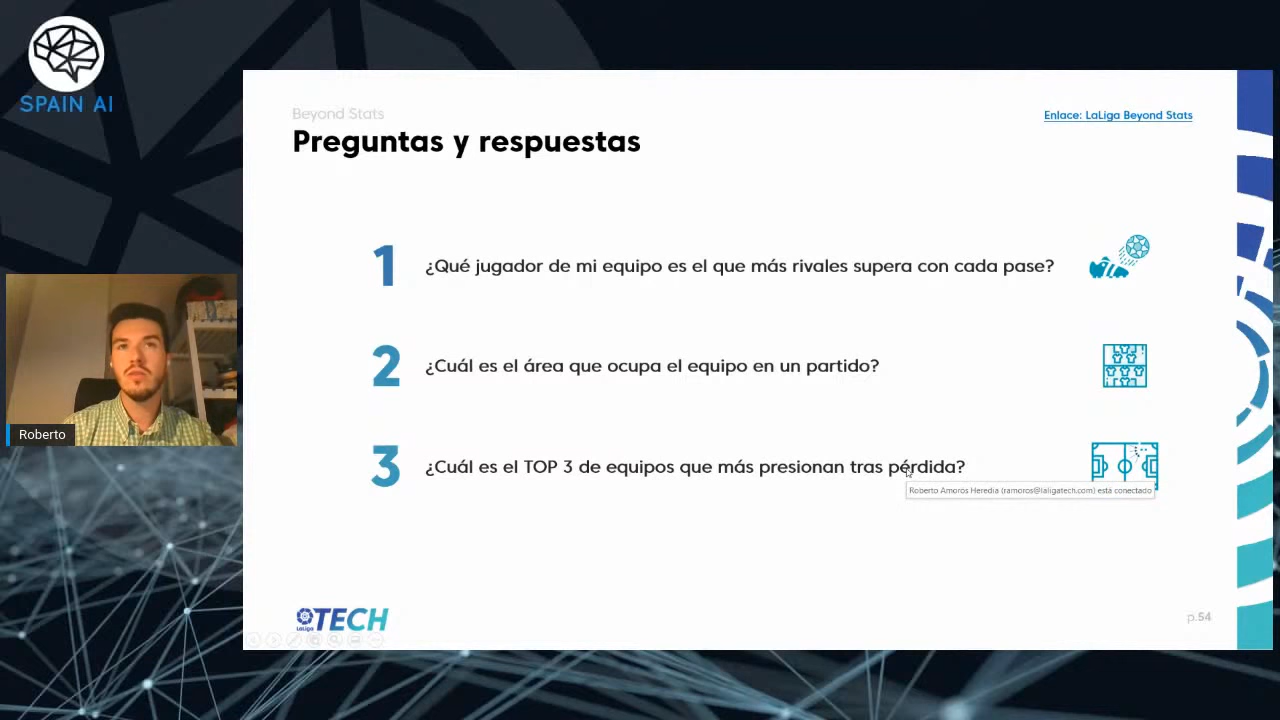 SPAIN AI
Beyond Stats
Enlace: LaLiga Beyond Stats
Preguntas y respuestas
1 ¿Qué jugador de mi equipo es el que más rivales supera con cada pase?
2 ¿Cuál es el área que ocupa el equipo en un partido?
3 ¿Cuál es el TOP 3 de equipos que más presionan tras pérdida?
Roberto Amoros Heredia (ramoros@laligatech.com) está conectado
Roberto
LaLiga TECH
p.54